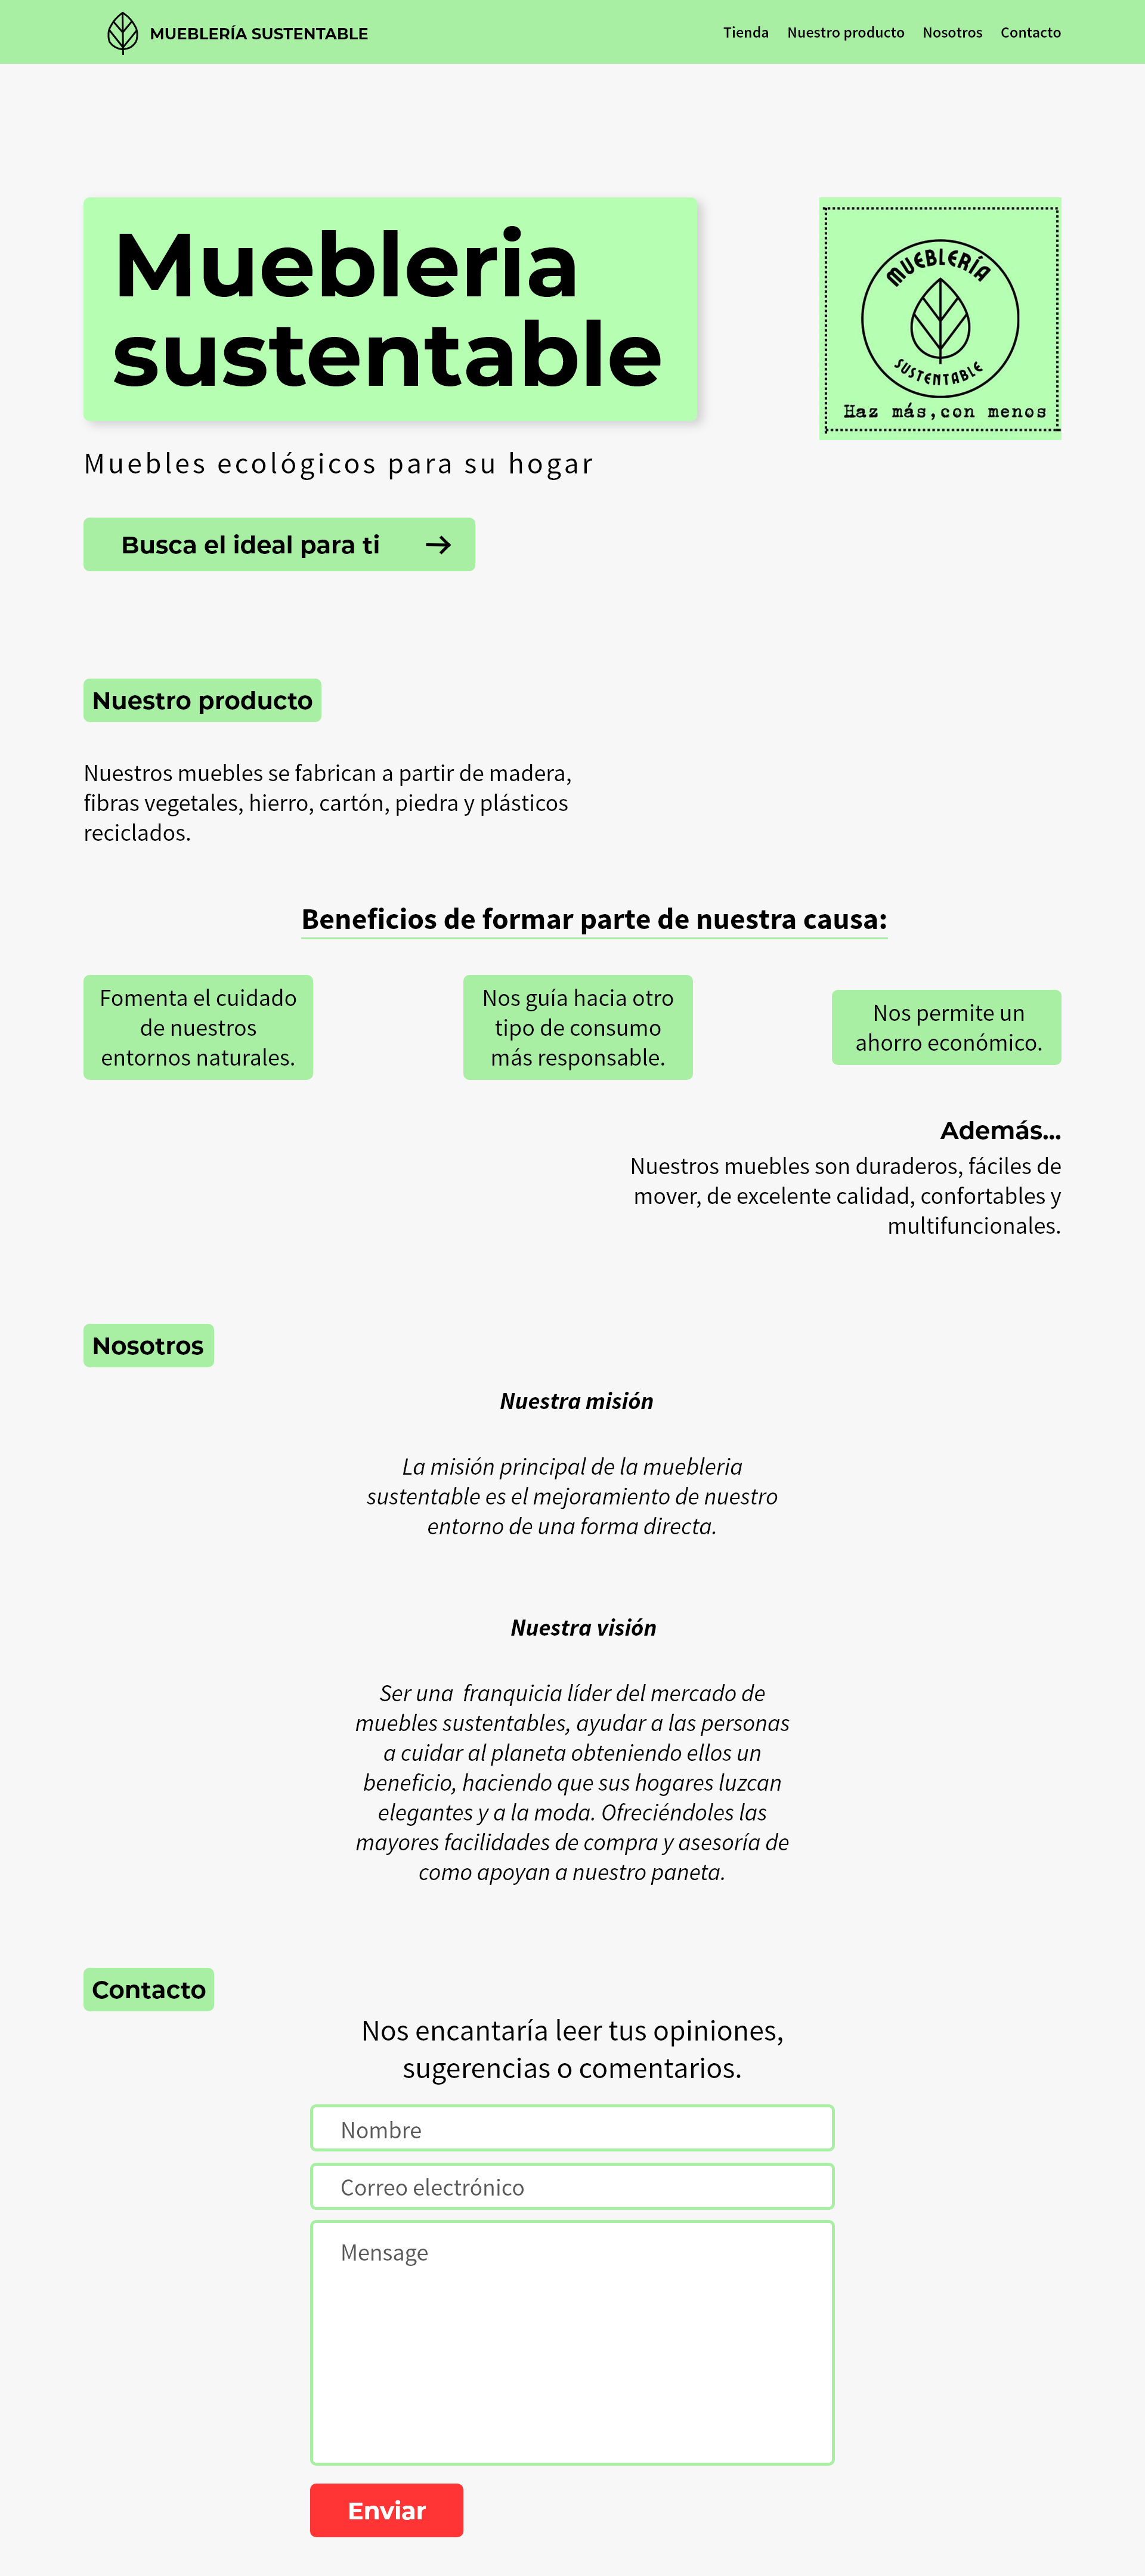 MUEBLERÍA SUSTENTABLE
Tienda Nuestro producto Nosotros Contacto
Muebleria
sustentable
MUEBLERÍA
SUSTENTABLE
Haz más,con menos
Muebles ecológicos para su hogar
Busca el ideal para ti →
Nuestro producto
Nuestros muebles se fabrican a partir de madera,
fibras vegetales, hierro, cartón, piedra y plásticos
reciclados.
Beneficios de formar parte de nuestra causa:
Fomenta el cuidado
de nuestros
entornos naturales.
Nos guía hacia otro
tipo de consumo
más responsable.
Nos permite un
ahorro económico.
Además...
Nuestros muebles son duraderos, fáciles de
mover, de excelente calidad, confortables y
multifuncionales.
Nosotros
Nuestra misión
La misión principal de la muebleria
sustentable es el mejoramiento de nuestro
entorno de una forma directa.
Nuestra visión
Ser una  franquicia líder del mercado de
muebles sustentables, ayudar a las personas
a cuidar al planeta obteniendo ellos un
beneficio, haciendo que sus hogares luzcan
elegantes y a la moda. Ofreciéndoles las
mayores facilidades de compra y asesoría de
como apoyan a nuestro paneta.
Contacto
Nos encantaría leer tus opiniones,
sugerencias o comentarios.
Nombre
Correo electrónico
Mensage
Enviar